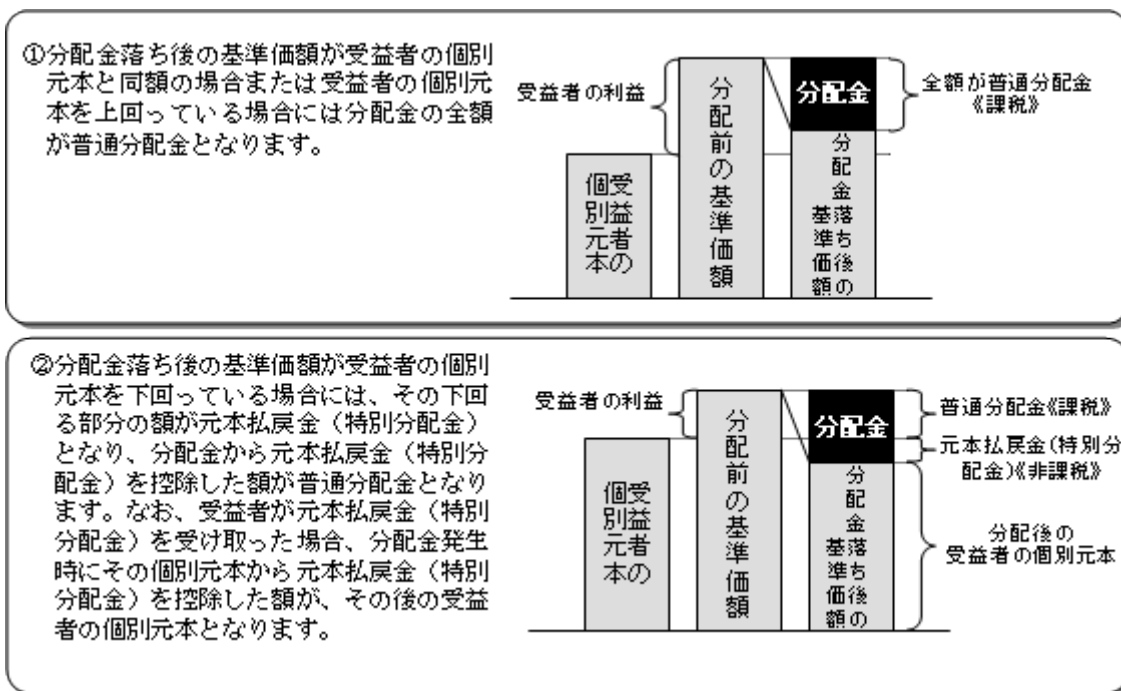 ①分配金落ち後の基準価額が受益者の個別
元本と同額の場合または受益者の個別元
本を上回っている場合には分配金の全額
が普通分配金となります。
受益者の利益
受益者の
個別元本
分配前の基準価額
分配金
分配金落ち後の
基準価額
全額が普通分配金
《課税》
②分配金落ち後の基準価額が受益者の個別
元本を下回っている場合には、その下回
る部分の額が元本払戻金（特別分配金）
となり、分配金から元本払戻金（特別分
配金）を控除した額が普通分配金となり
ます。なお、受益者が元本払戻金（特別
分配金）を受け取った場合、分配金発生
時にその個別元本から元本払戻金（特別
分配金）を控除した額が、その後の受益
者の個別元本となります。
受益者の利益
受益者の
個別元本
分配前の基準価額
分配金
分配金落ち後の
基準価額
普通分配金《課税》
元本払戻金(特別分
配金)《非課税》
分配後の
受益者の個別元本